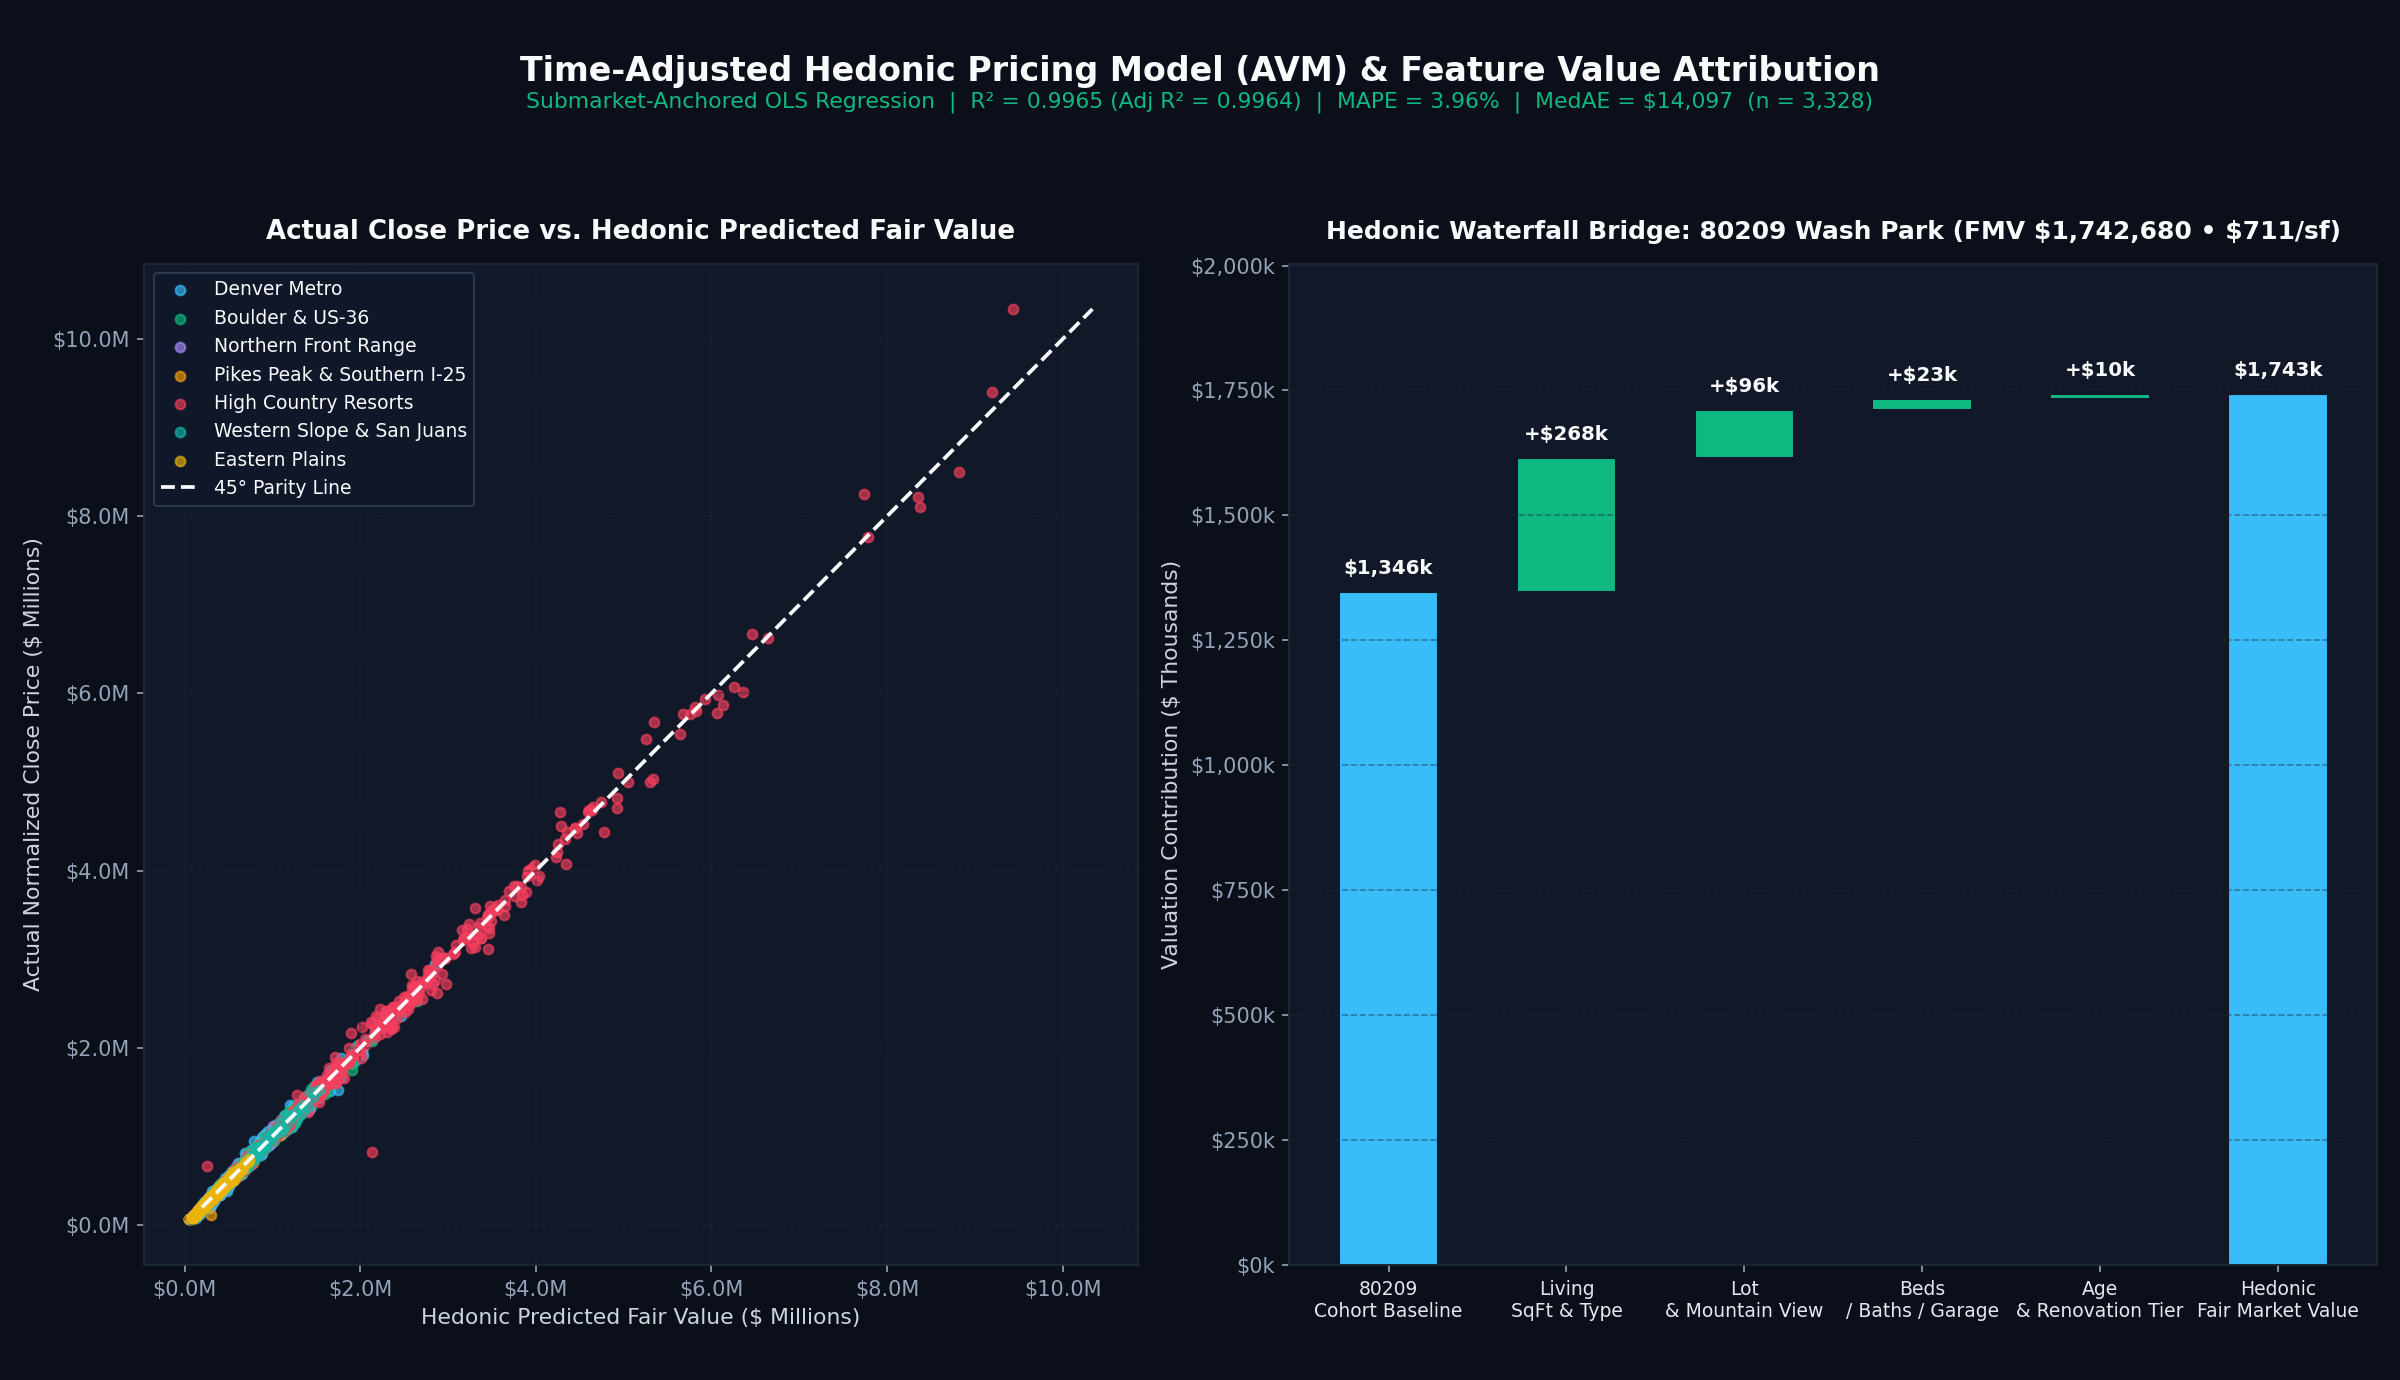 Time-Adjusted Hedonic Pricing Model (AVM) & Feature Value Attribution
Submarket-Anchored OLS Regression | R² = 0.9965 (Adj R² = 0.9964) | MAPE = 3.96% | MedAE = $14,097 (n = 3,328)
Actual Close Price vs. Hedonic Predicted Fair Value
Denver Metro
Boulder & US-36
Northern Front Range
Pikes Peak & Southern I-25
High Country Resorts
Western Slope & San Juans
Eastern Plains
45° Parity Line
Actual Normalized Close Price ($ Millions)
$10.0M
$8.0M
$6.0M
$4.0M
$2.0M
$0.0M
$0.0M $2.0M $4.0M $6.0M $8.0M $10.0M
Hedonic Predicted Fair Value ($ Millions)
Hedonic Waterfall Bridge: 80209 Wash Park (FMV $1,742,680 • $711/sf)
Valuation Contribution ($ Thousands)
$2,000k
$1,750k
$1,500k
$1,250k
$1,000k
$750k
$500k
$250k
$0k
$1,346k
+$268k
+$96k
+$23k
+$10k
$1,743k
80209
Cohort Baseline
Living
SqFt & Type
Lot
& Mountain View
Beds
/ Baths / Garage
Age
& Renovation Tier
Hedonic
Fair Market Value